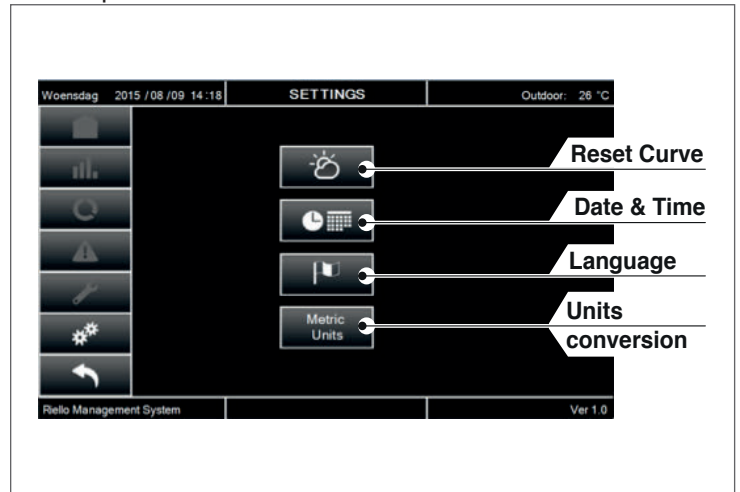 Woensdag 2015 / 08 / 09 14 : 18 SETTINGS Outdoor: 26 °C
Reset Curve
Date & Time
Language
Metric
Units
Units
conversion
Riello Management System Ver 1.0